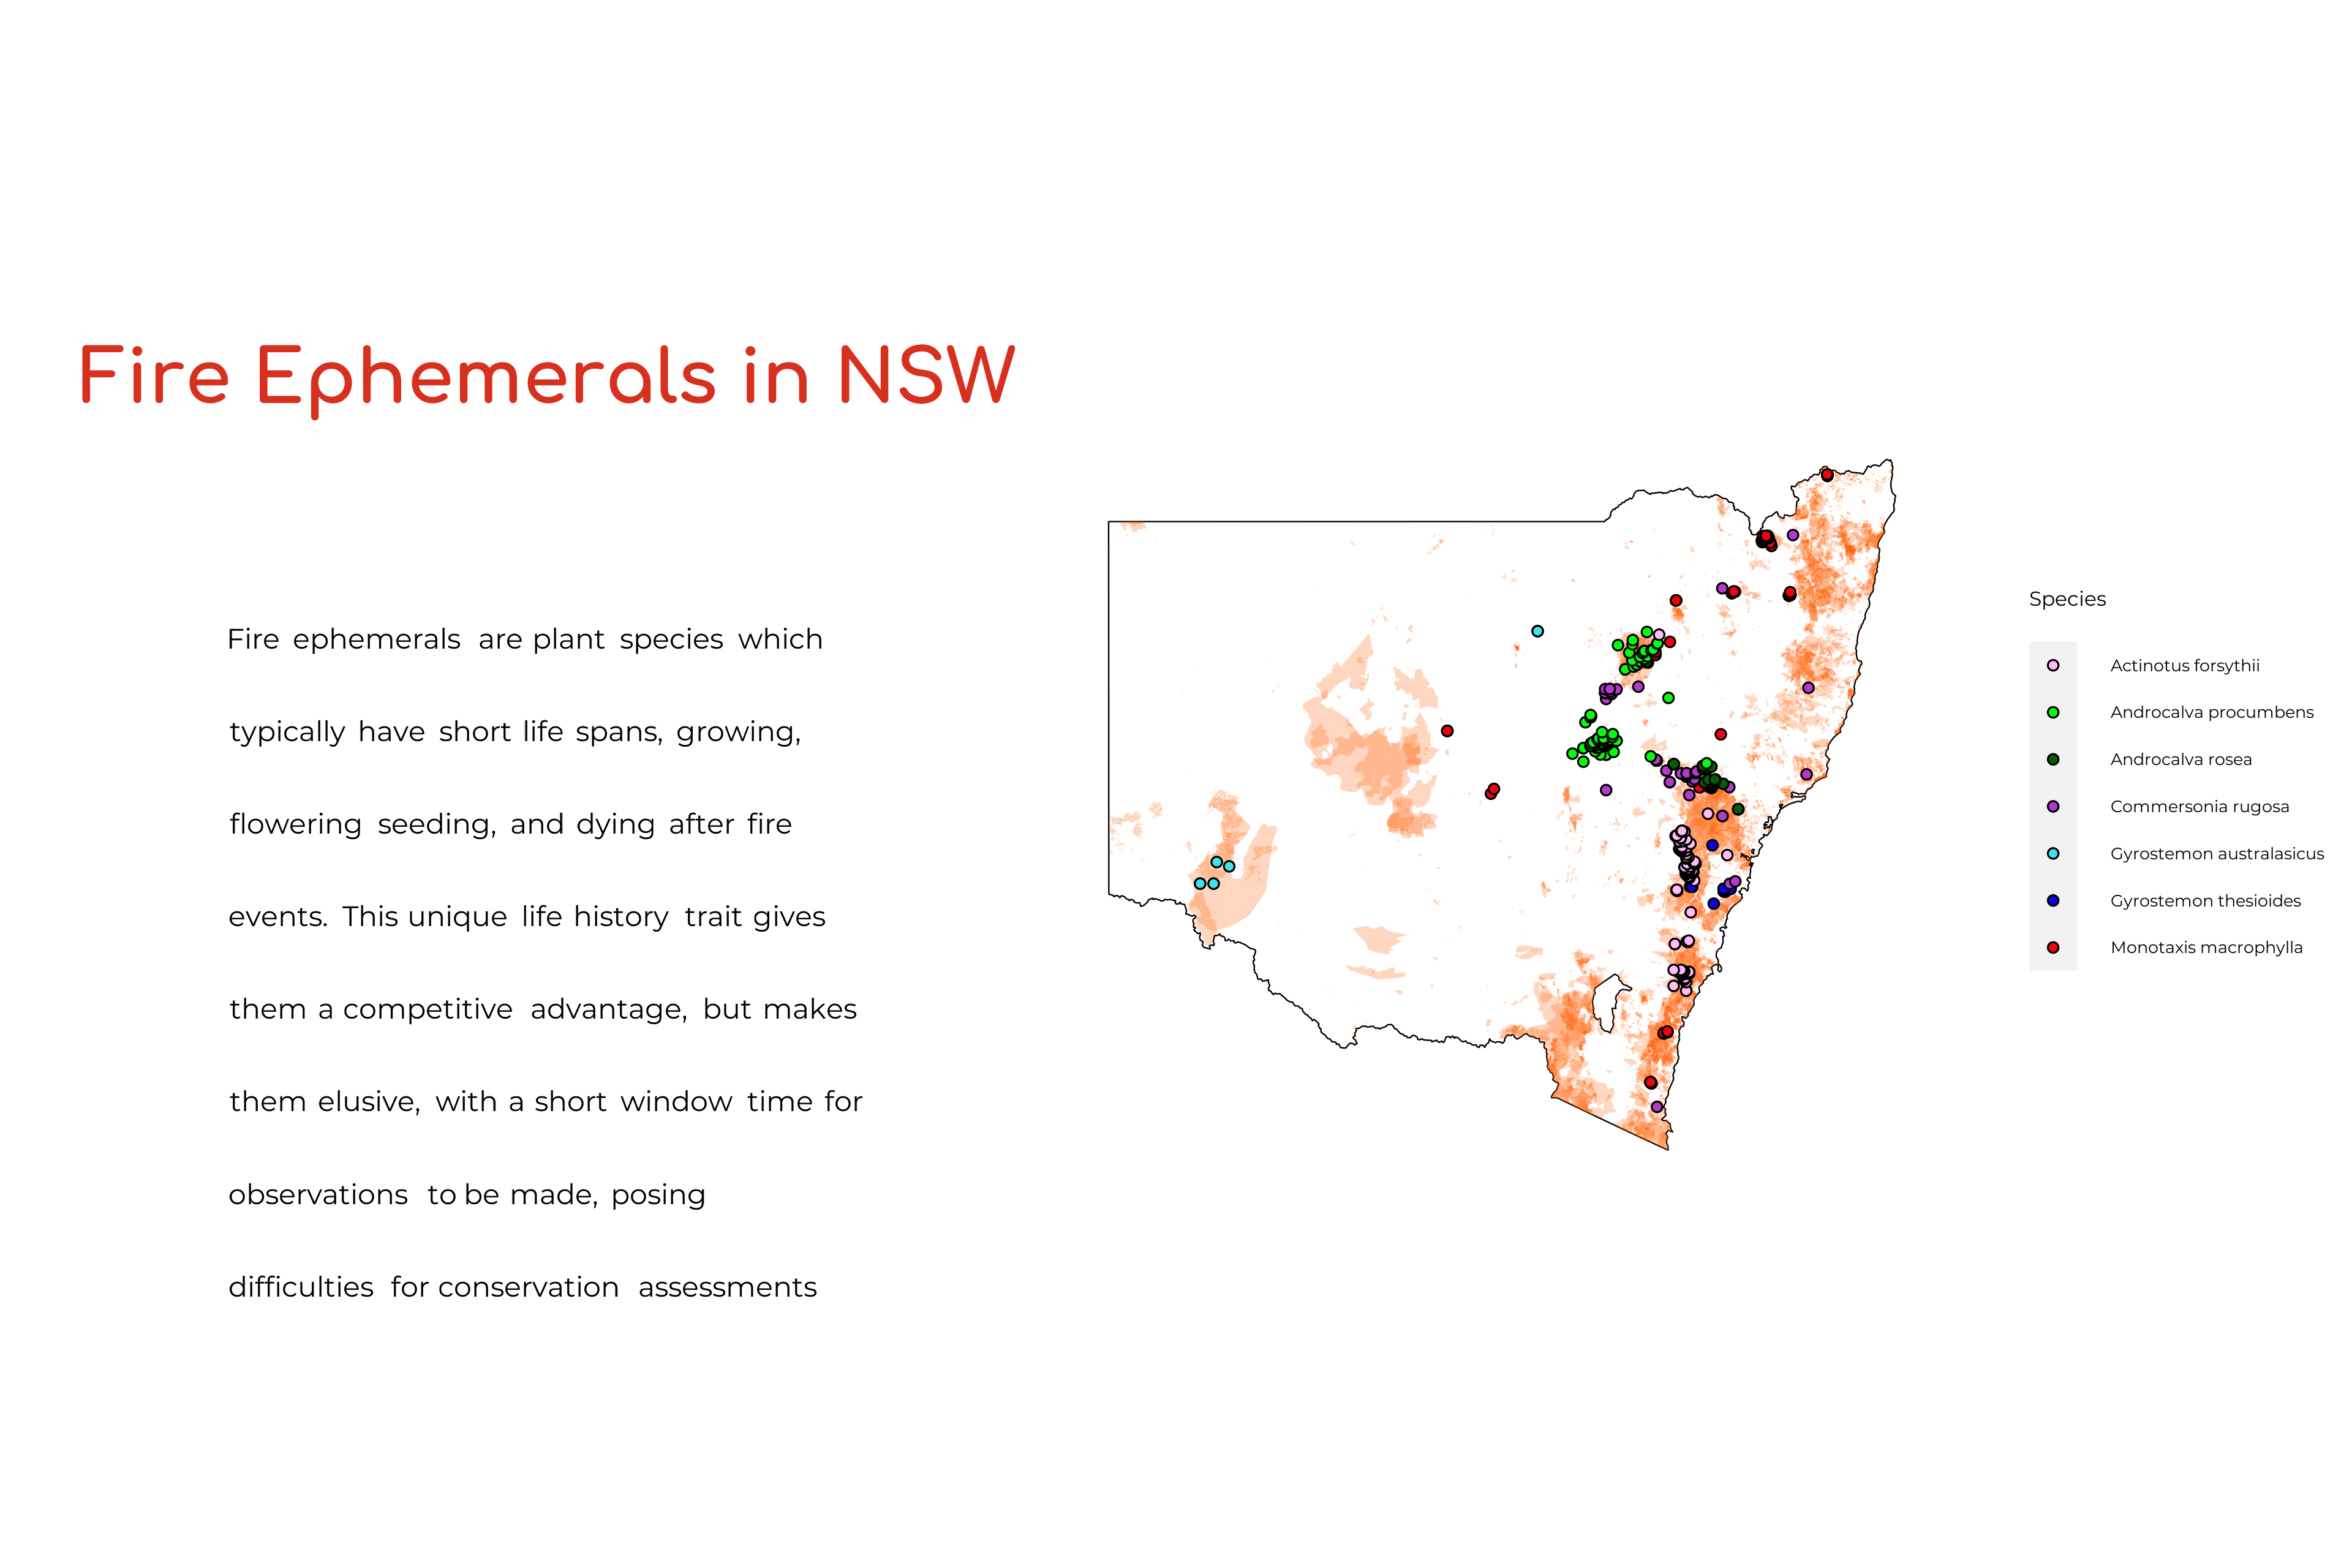 Fire Ephemerals in NSW
Fire ephemerals are plant species which
typically have short life spans, growing,
flowering seeding, and dying after fire
events. This unique life history trait gives
them a competitive advantage, but makes
them elusive, with a short window time for
observations to be made, posing
difficulties for conservation assessments
Species
Actinotus forsythii
Androcalva procumbens
Androcalva rosea
Commersonia rugosa
Gyrostemon australasicus
Gyrostemon thesioides
Monotaxis macrophylla